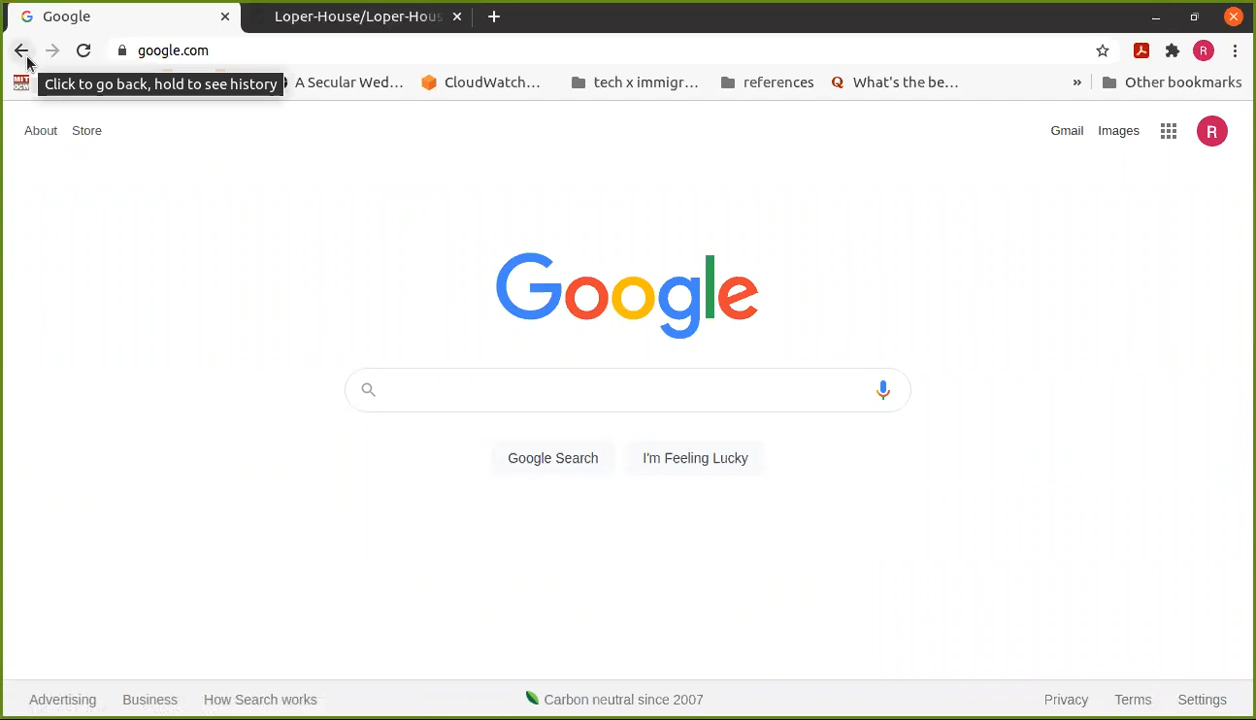 Google
Loper-House/Loper-Hous
google.com
R
MIT
OCW
Click to go back, hold to see history
A Secular Wed...
CloudWatch...
tech x immigr...
references
Q What's the be...
»
Other bookmarks
About Store
Gmail Images
R
Google
Google Search
I'm Feeling Lucky
Advertising Business How Search works
Carbon neutral since 2007
Privacy Terms Settings